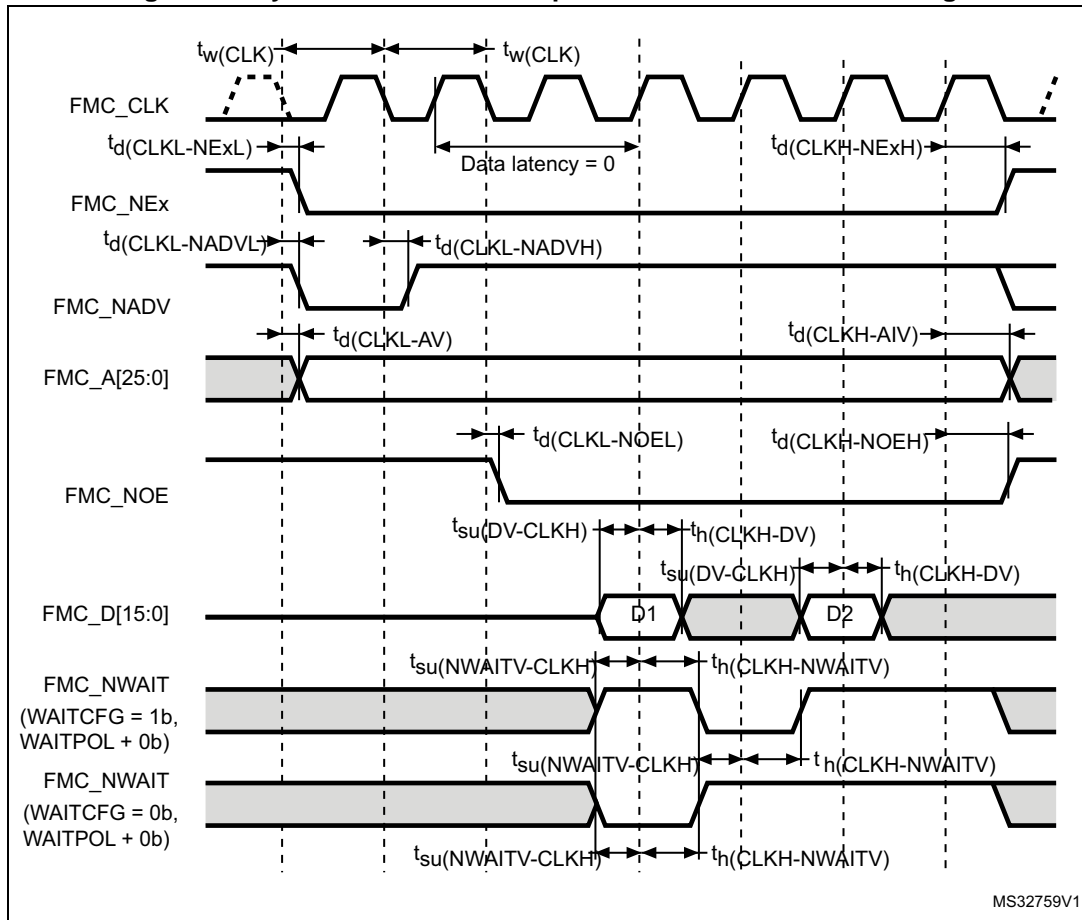 tw(CLK)
tw(CLK)
FMC_CLK
td(CLKL-NExL)
Data latency = 0
td(CLKH-NExH)
FMC_NEx
td(CLKL-NADVL)
td(CLKL-NADVH)
FMC_NADV
td(CLKL-AV)
td(CLKH-AIV)
FMC_A[25:0]
td(CLKL-NOEL)
td(CLKH-NOEH)
FMC_NOE
tsu(DV-CLKH)
th(CLKH-DV)
tsu(DV-CLKH)
th(CLKH-DV)
FMC_D[15:0]
D1
D2
tsu(NWAITV-CLKH)
th(CLKH-NWAITV)
FMC_NWAIT
(WAITCFG = 1b,
WAITPOL + 0b)
tsu(NWAITV-CLKH)
t h(CLKH-NWAITV)
FMC_NWAIT
(WAITCFG = 0b,
WAITPOL + 0b)
tsu(NWAITV-CLKH)
th(CLKH-NWAITV)
MS32759V1